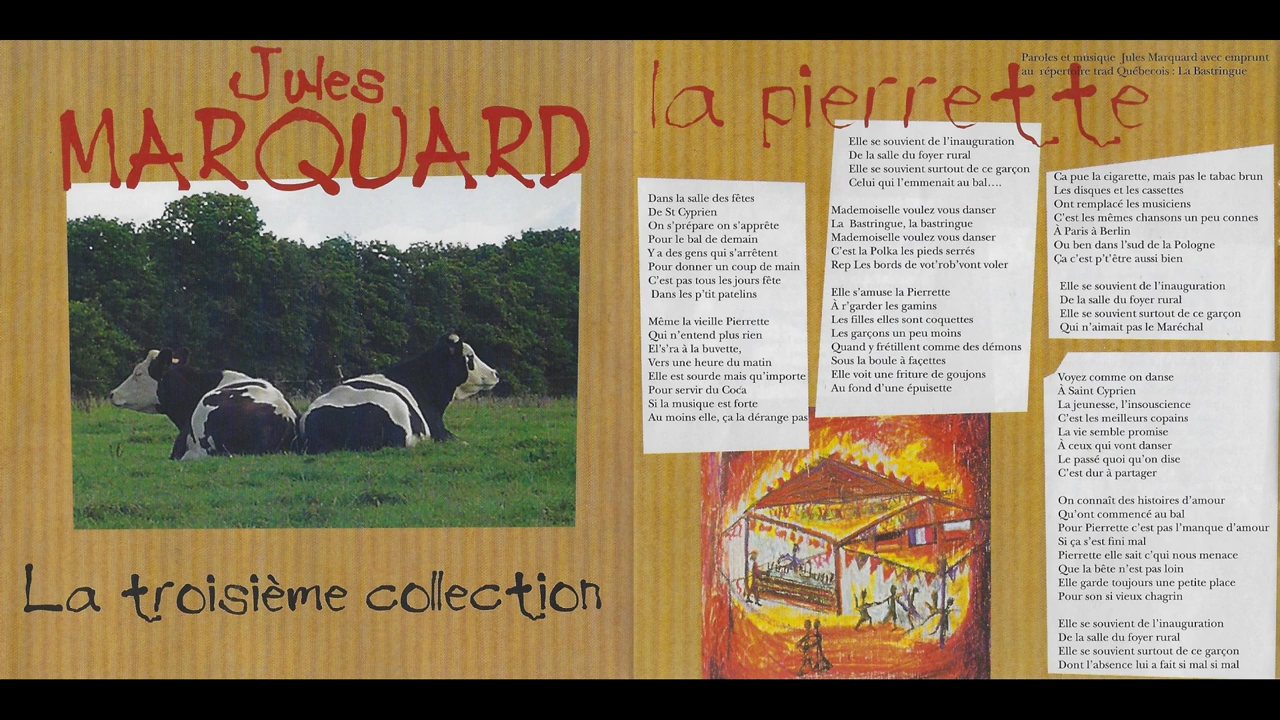 Jules
MARQUARD
La troisième collection
Paroles et musique Jules Marquard avec emprunt
au répertoire trad Québecois : La Bastringue
la pierrette
Dans la salle des fêtes
De St Cyprien
On s'prépare on s'apprête
Pour le bal de demain
Y a des gens qui s'arrêtent
Pour donner un coup de main
C'est pas tous les jours fête
Dans les p'tit patelins
Même la vieille Pierrette
Qui n'entend plus rien
El's'ra à la buvette,
Vers une heure du matin
Elle est sourde mais qu'importe
Pour servir du Coca
Si la musique est forte
Au moins elle, ça la dérange pas
Elle se souvient de l'inauguration
De la salle du foyer rural
Elle se souvient surtout de ce garçon
Celui qui l'emmenait au bal….
Mademoiselle voulez vous danser
La Bastringue, la bastringue
Mademoiselle voulez vous danser
C'est la Polka les pieds serrés
Rep Les bords de vot'rob'vont voler
Elle s'amuse la Pierrette
À r'garder les gamins
Les filles elles sont coquettes
Les garçons un peu moins
Quand y frétillent comme des démons
Sous la boule à façettes
Elle voit une friture de goujons
Au fond d'une épuisette
Ca pue la cigarette, mais pas le tabac brun
Les disques et les cassettes
Ont remplacé les musiciens
C'est les mêmes chansons un peu connes
À Paris à Berlin
Ou ben dans l'sud de la Pologne
Ça c'est p't'être aussi bien
Elle se souvient de l'inauguration
De la salle du foyer rural
Elle se souvient surtout de ce garçon
Qui n'aimait pas le Maréchal
Voyez comme on danse
À Saint Cyprien
La jeunesse, l'insouscience
C'est les meilleurs copains
La vie semble promise
À ceux qui vont danser
Le passé quoi qu'on dise
C'est dur à partager
On connaît des histoires d'amour
Qu'ont commencé au bal
Pour Pierrette c'est pas l'manque d'amour
Si ça s'est fini mal
Pierrette elle sait c'qui nous menace
Que la bête n'est pas loin
Elle garde toujours une petite place
Pour son si vieux chagrin
Elle se souvient de l'inauguration
De la salle du foyer rural
Elle se souvient surtout de ce garçon
Dont l'absence lui a fait si mal si mal